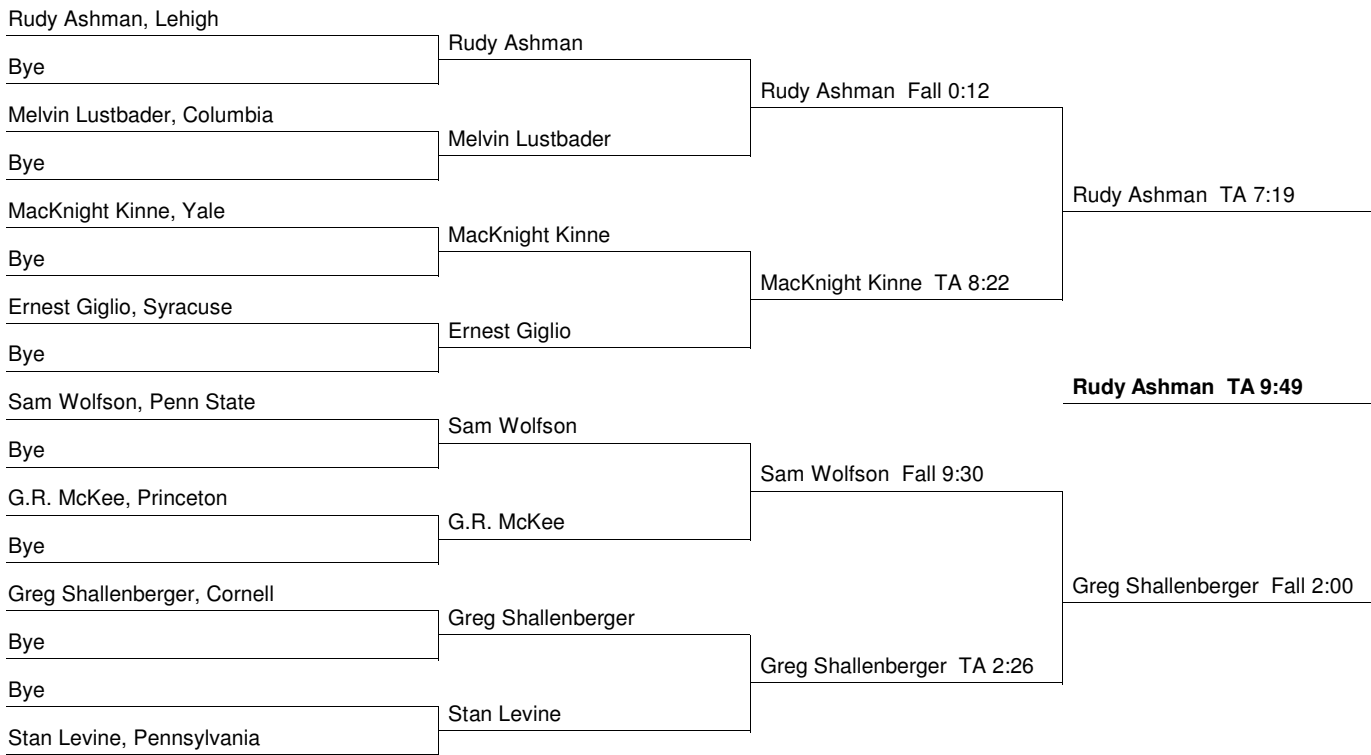 Rudy Ashman, Lehigh
Bye
Melvin Lustbader, Columbia
Bye
MacKnight Kinne, Yale
Bye
Ernest Giglio, Syracuse
Bye
Sam Wolfson, Penn State
Bye
G.R. McKee, Princeton
Bye
Greg Shallenberger, Cornell
Bye
Bye
Stan Levine, Pennsylvania
Rudy Ashman
Melvin Lustbader
MacKnight Kinne
Ernest Giglio
Sam Wolfson
G.R. McKee
Greg Shallenberger
Stan Levine
Rudy Ashman Fall 0:12
MacKnight Kinne TA 8:22
Sam Wolfson Fall 9:30
Greg Shallenberger TA 2:26
Rudy Ashman TA 7:19
Rudy Ashman TA 9:49
Greg Shallenberger Fall 2:00